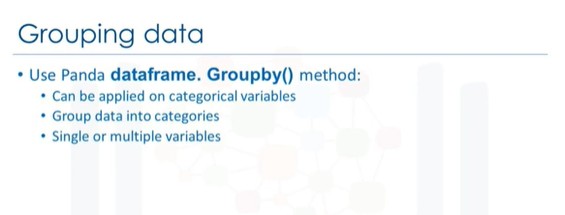 Grouping data
• Use Panda dataframe. Groupby() method:
• Can be applied on categorical variables
• Group data into categories
• Single or multiple variables